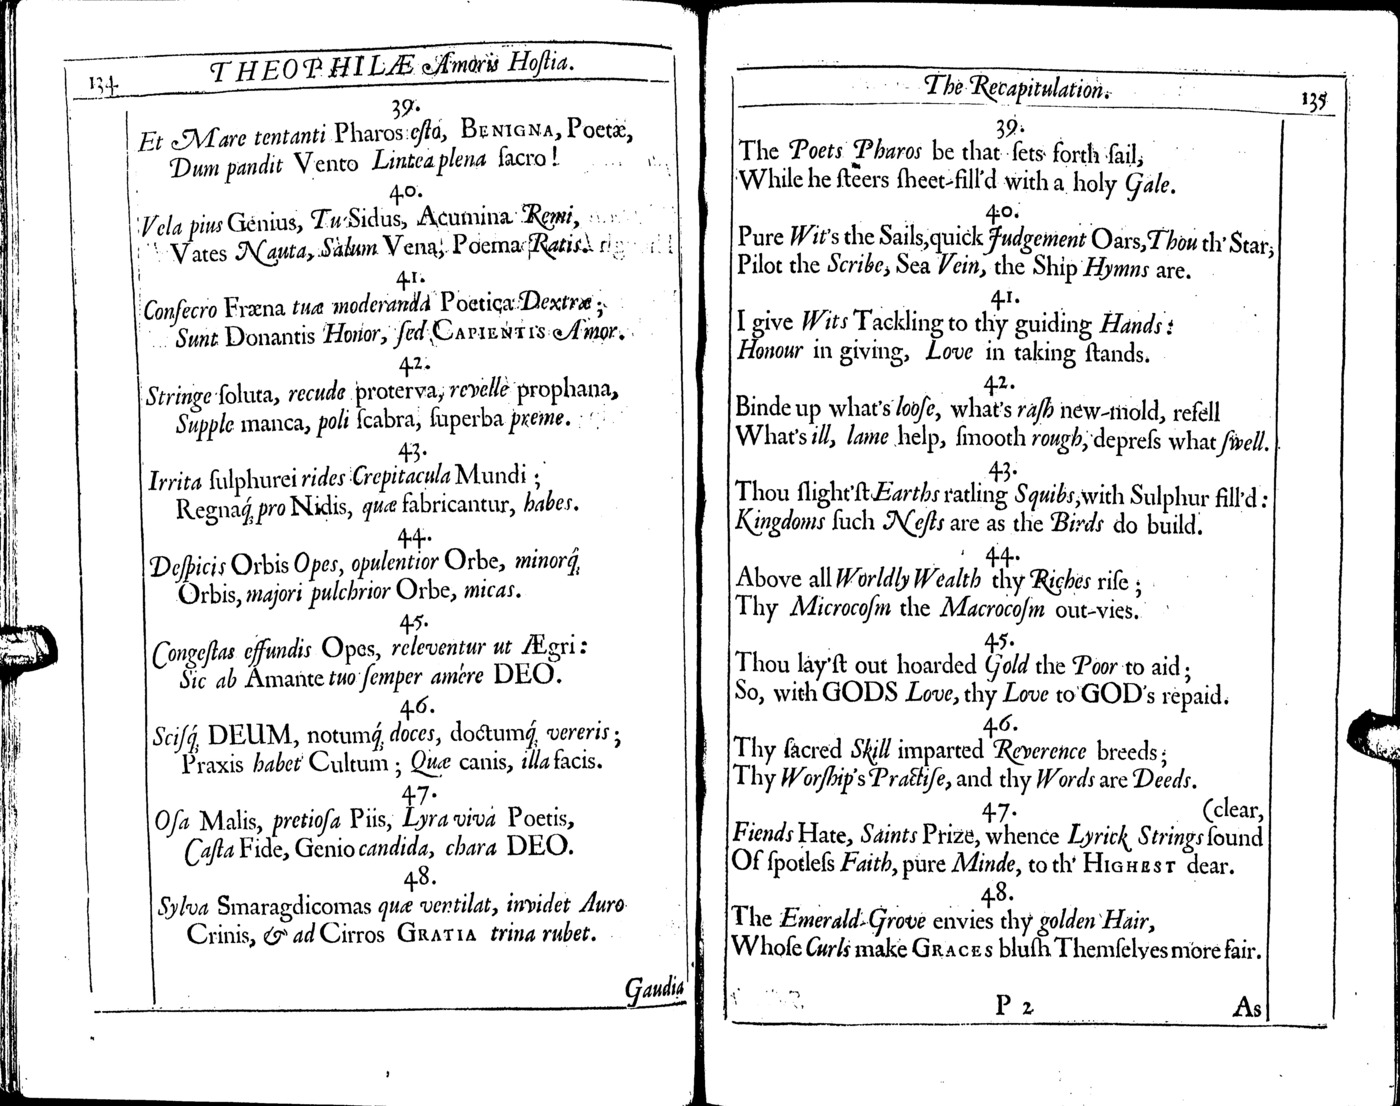 134 THEOPHILÆ Amoris Hoſtia.
39.
Et Mare tentanti Pharos eſto, BENIGNA, Poetæ,
Dum pandit Vento Lintea plena ſacro!
40.
Vela pius Genius, Tu Sidus, Acumina Remi,
Vates Nauta, Salum Vena, Poema Ratis.
41.
Conſecro Fræna tuæ moderanda Poetica Dextræ;
Sunt Donantis Honor, ſed CAPIENTIS Amor.
42.
Stringe ſoluta, recude proterva, revelle prophana,
Supple manca, poli ſcabra, ſuperba preme.
43.
Irrita ſulphurei rides Crepitacula Mundi;
Regnaq́; pro Nidis, quæ fabricantur, habes.
44.
Deſpicis Orbis Opes, opulentior Orbe, minorq́;
Orbis, majori pulchrior Orbe, micas.
45.
Congeſtas effundis Opes, releventur ut Ægri:
Sic ab Amante tuo ſemper amêre DEO.
46.
Sciſq́; DEUM, notumq́; doces, doctumq́; vereris;
Praxis habet Cultum; Quæ canis, illa facis.
47.
Oſa Malis, pretioſa Piis, Lyra viva Poetis,
Caſta Fide, Genio candida, chara DEO.
48.
Sylva Smaragdicomas quæ ventilat, invidet Auro
Crinis, & ad Cirros GRATIA trina rubet.
Gaudia
The Recapitulation. 135
39.
The Poets Pharos be that ſets forth ſail,
While he ſteers ſheet-fill'd with a holy Gale.
40.
Pure Wit's the Sails, quick Judgement Oars, Thou th' Star,
Pilot the Scribe, Sea Vein, the Ship Hymns are.
41.
I give Wits Tackling to thy guiding Hands:
Honour in giving, Love in taking ſtands.
42.
Binde up what's looſe, what's raſh new-mold, refell
What's ill, lame help, ſmooth rough, depreſs what ſwell.
43.
Thou ſlight'ſt Earths ratling Squibs, with Sulphur fill'd:
Kingdoms ſuch Neſts are as the Birds do build.
44.
Above all Worldly Wealth thy Riches riſe;
Thy Microcoſm the Macrocoſm out-vies.
45.
Thou lay'ſt out hoarded Gold the Poor to aid;
So, with GODS Love, thy Love to GOD's repaid.
46.
Thy ſacred Skill imparted Reverence breeds;
Thy Worſhip's Practiſe, and thy Words are Deeds.
47. (clear,
Fiends Hate, Saints Prize, whence Lyrick Strings ſound
Of ſpotleſs Faith, pure Minde, to th' HIGHEST dear.
48.
The Emerald-Grove envies thy golden Hair,
Whoſe Curls make GRACES bluſh Themſelves more fair.
P 2 As